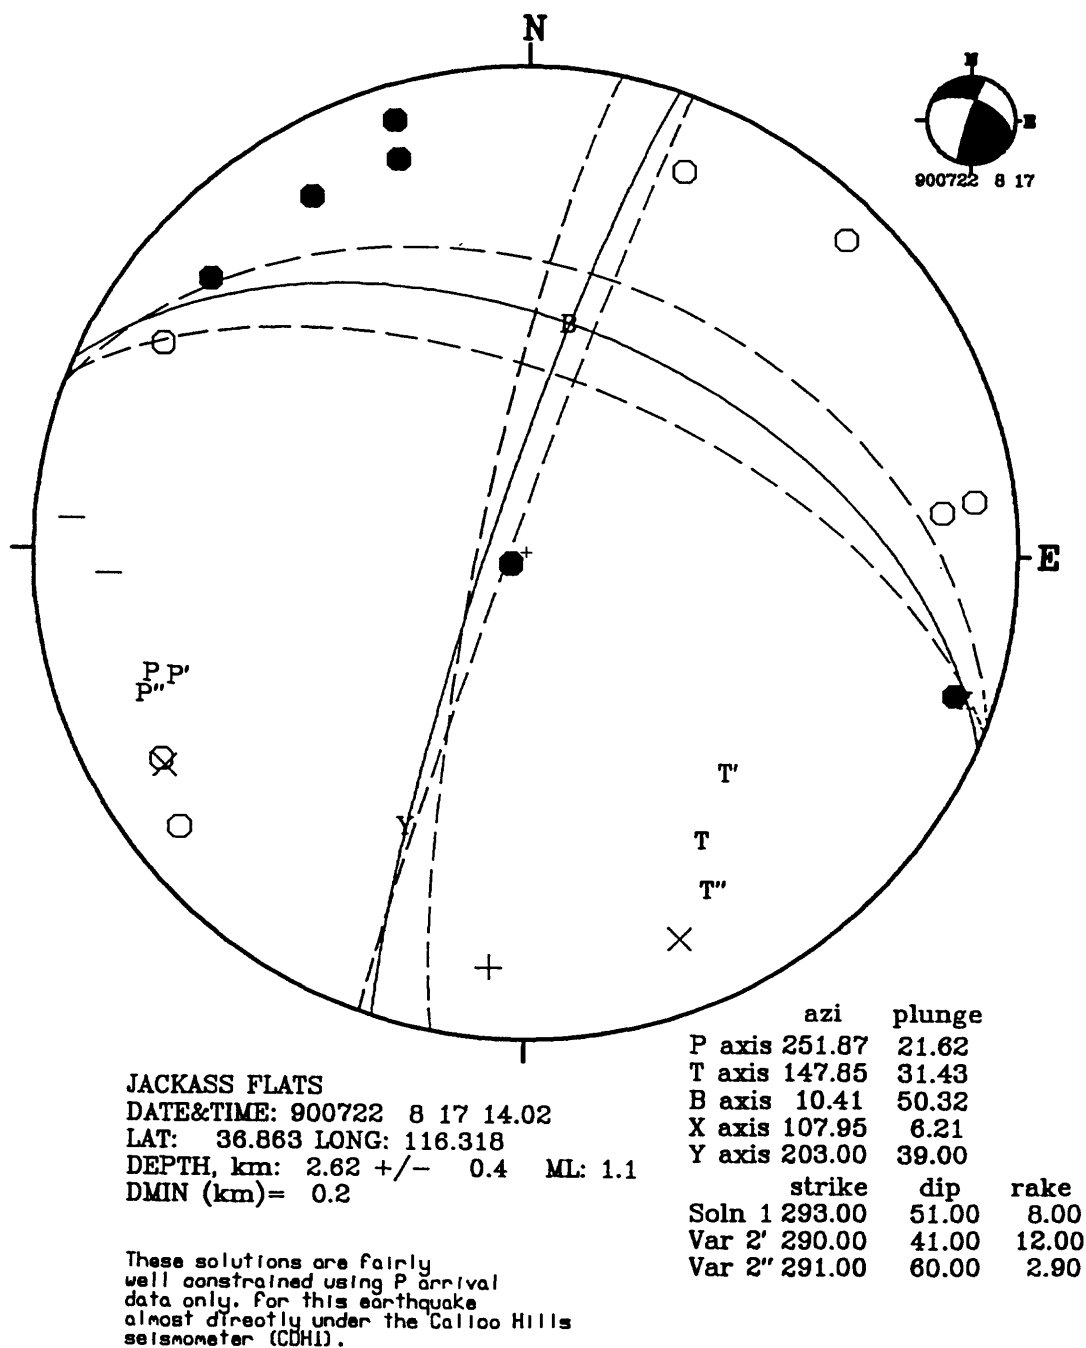 N
N
E
900722 8 17
B
E
P P'
P''
Y
T'
T
T''
JACKASS FLATS
DATE&TIME: 900722 8 17 14.02
LAT: 36.863 LONG: 116.318
DEPTH, km: 2.62 +/- 0.4 ML: 1.1
DMIN (km)= 0.2
azi plunge
P axis 251.87 21.62
T axis 147.85 31.43
B axis 10.41 50.32
X axis 107.95 6.21
Y axis 203.00 39.00
strike dip rake
Soln 1 293.00 51.00 8.00
Var 2' 290.00 41.00 12.00
Var 2'' 291.00 60.00 2.90
These solutions are fairly
well constrained using P arrival
data only. For this earthquake
almost directly under the Calico Hills
seismometer (CDH1).